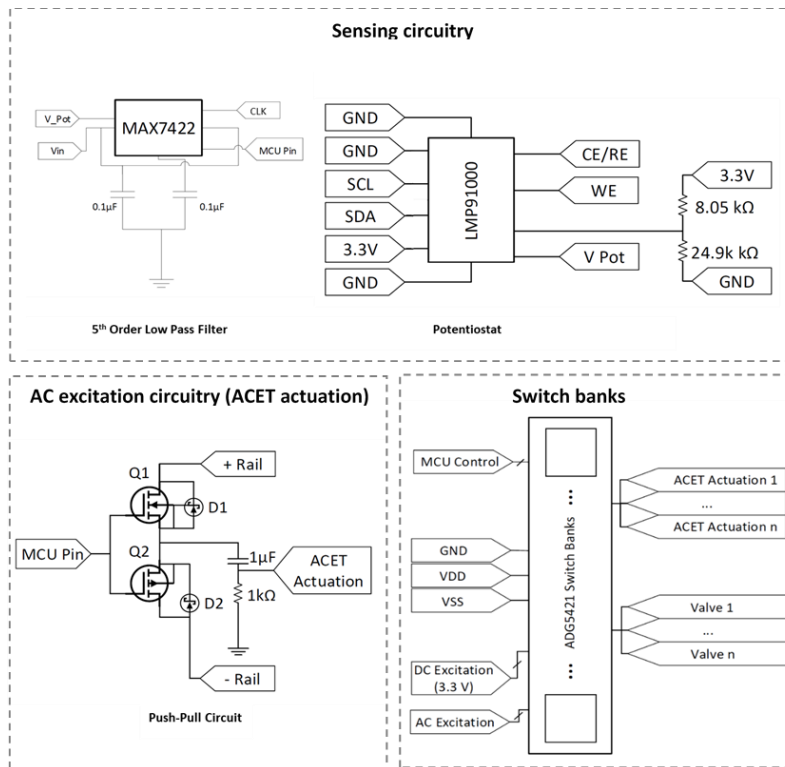 Sensing circuitry
V_Pot
Vin
MAX7422
CLK
MCU Pin
0.1µF
0.1µF
5th Order Low Pass Filter
GND
GND
SCL
SDA
3.3V
GND
LMP91000
CE/RE
WE
V Pot
3.3V
8.05 kΩ
24.9k kΩ
GND
Potentiostat
AC excitation circuitry (ACET actuation)
Q1
+ Rail
D1
MCU Pin
Q2
1µF
ACET
Actuation
1kΩ
D2
- Rail
Push-Pull Circuit
Switch banks
MCU Control
GND
VDD
VSS
DC Excitation
(3.3 V)
AC Excitation
...
ADG5421 Switch Banks
...
ACET Actuation 1
...
ACET Actuation n
Valve 1
...
Valve n